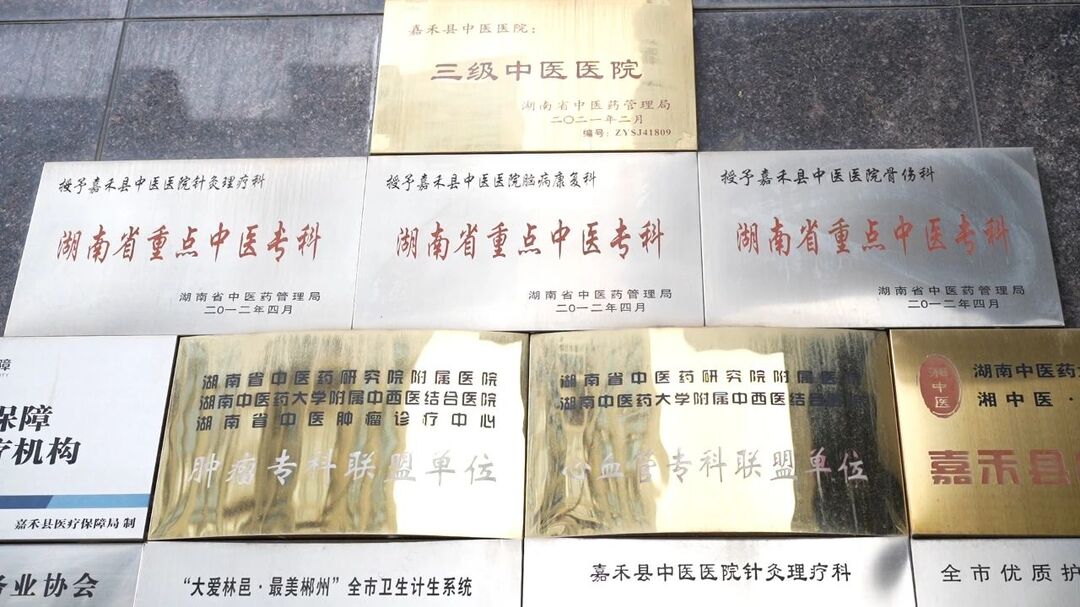 嘉禾县中医医院:
三级中医医院
湖南省中医药管理局
二〇二一年二月
编号:ZYSJ41809
授予嘉禾县中医医院针灸理疗科
湖南省重点中医专科
湖南省中医药管理局
二〇一二年四月
授予嘉禾县中医医院脑病康复科
湖南省重点中医专科
湖南省中医药管理局
二〇一二年四月
授予嘉禾县中医医院骨伤科
湖南省重点中医专科
湖南省中医药管理局
二〇一二年四月
障
保障
疗机构
嘉禾县医疗保障局 制
湖南省中医药研究院附属医院
湖南中医药大学附属中西医结合医院
湖南省中医肿瘤诊疗中心
肿瘤专科联盟单位
湖南省中医药研究院附属医院
湖南中医药大学附属中西医结合医院
心血管专科联盟单位
湘中医
湖南中医药
湘中医·
嘉禾县
业协会
“大爱林邑·最美郴州”全市卫生计生系统
嘉禾县中医医院针灸理疗科
全市优质护